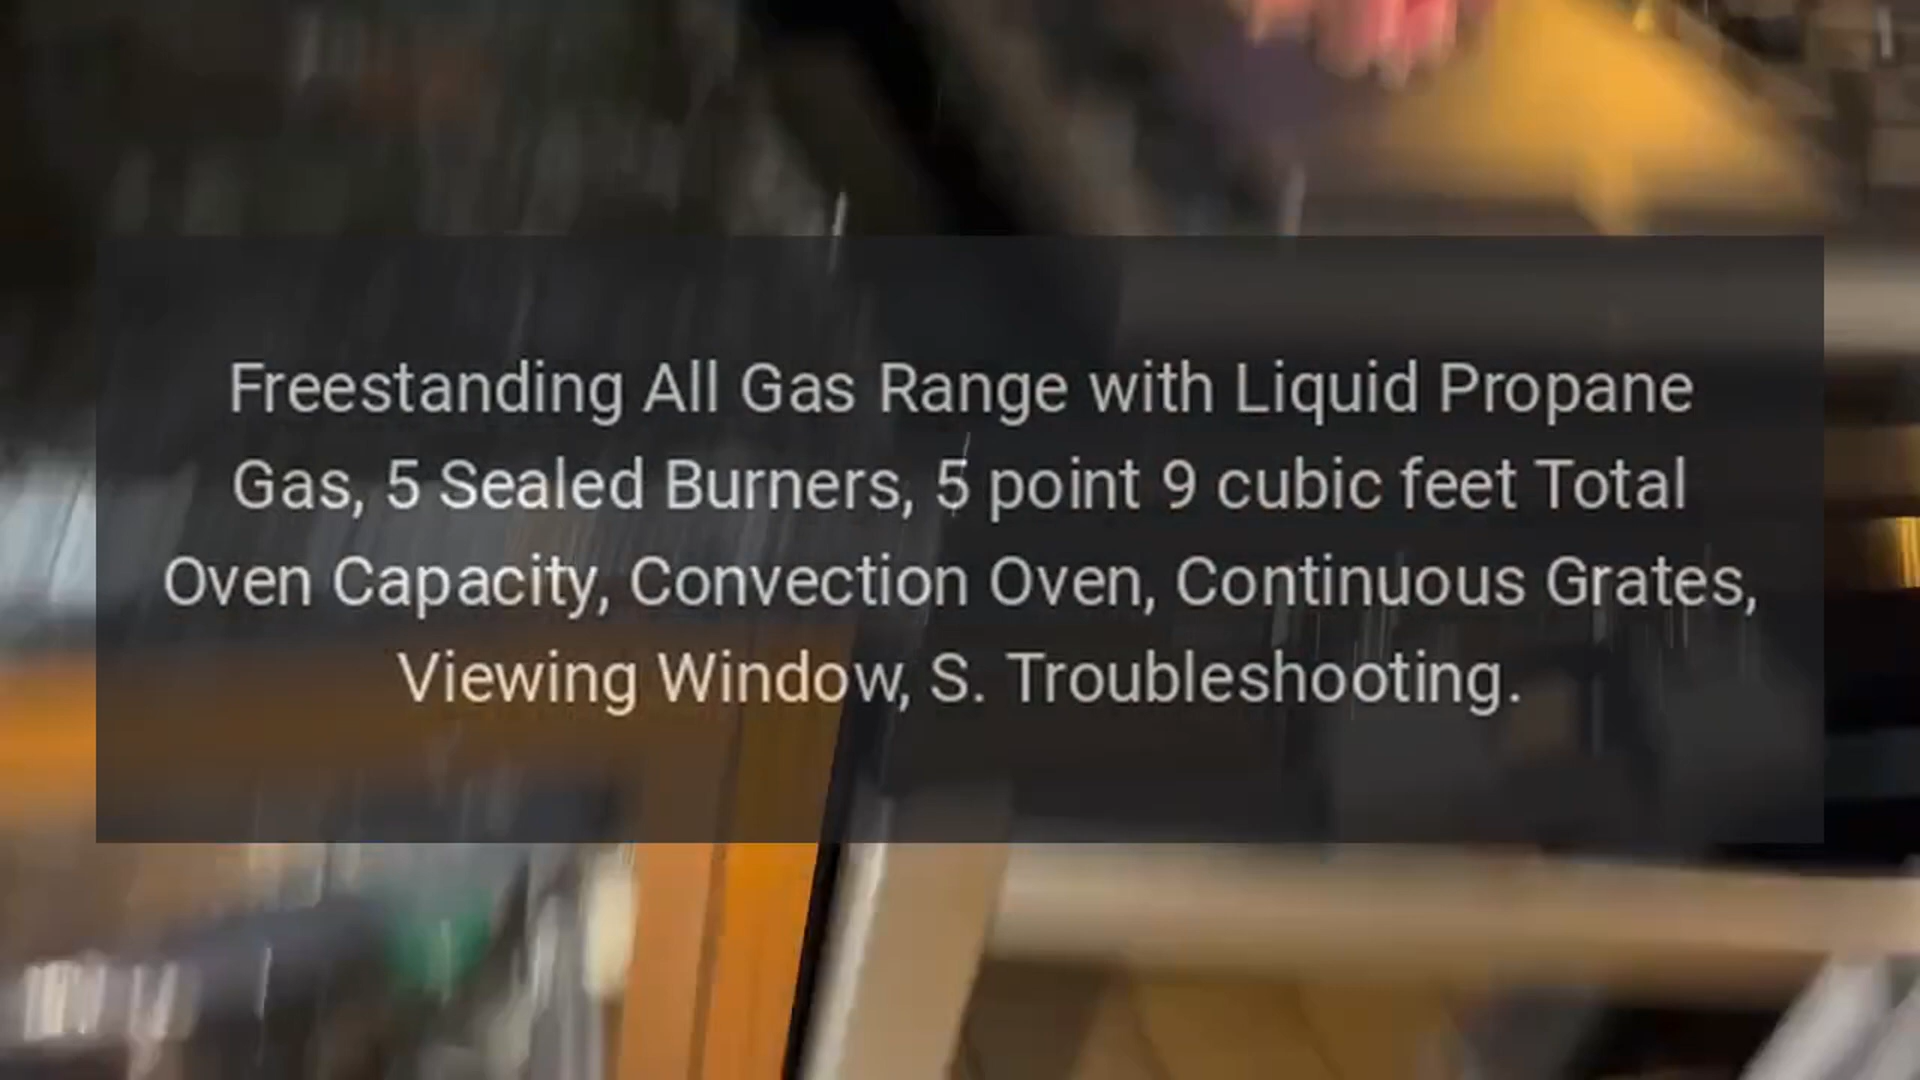 Freestanding All Gas Range with Liquid Propane
Gas, 5 Sealed Burners, 5 point 9 cubic feet Total
Oven Capacity, Convection Oven, Continuous Grates,
Viewing Window, S. Troubleshooting.